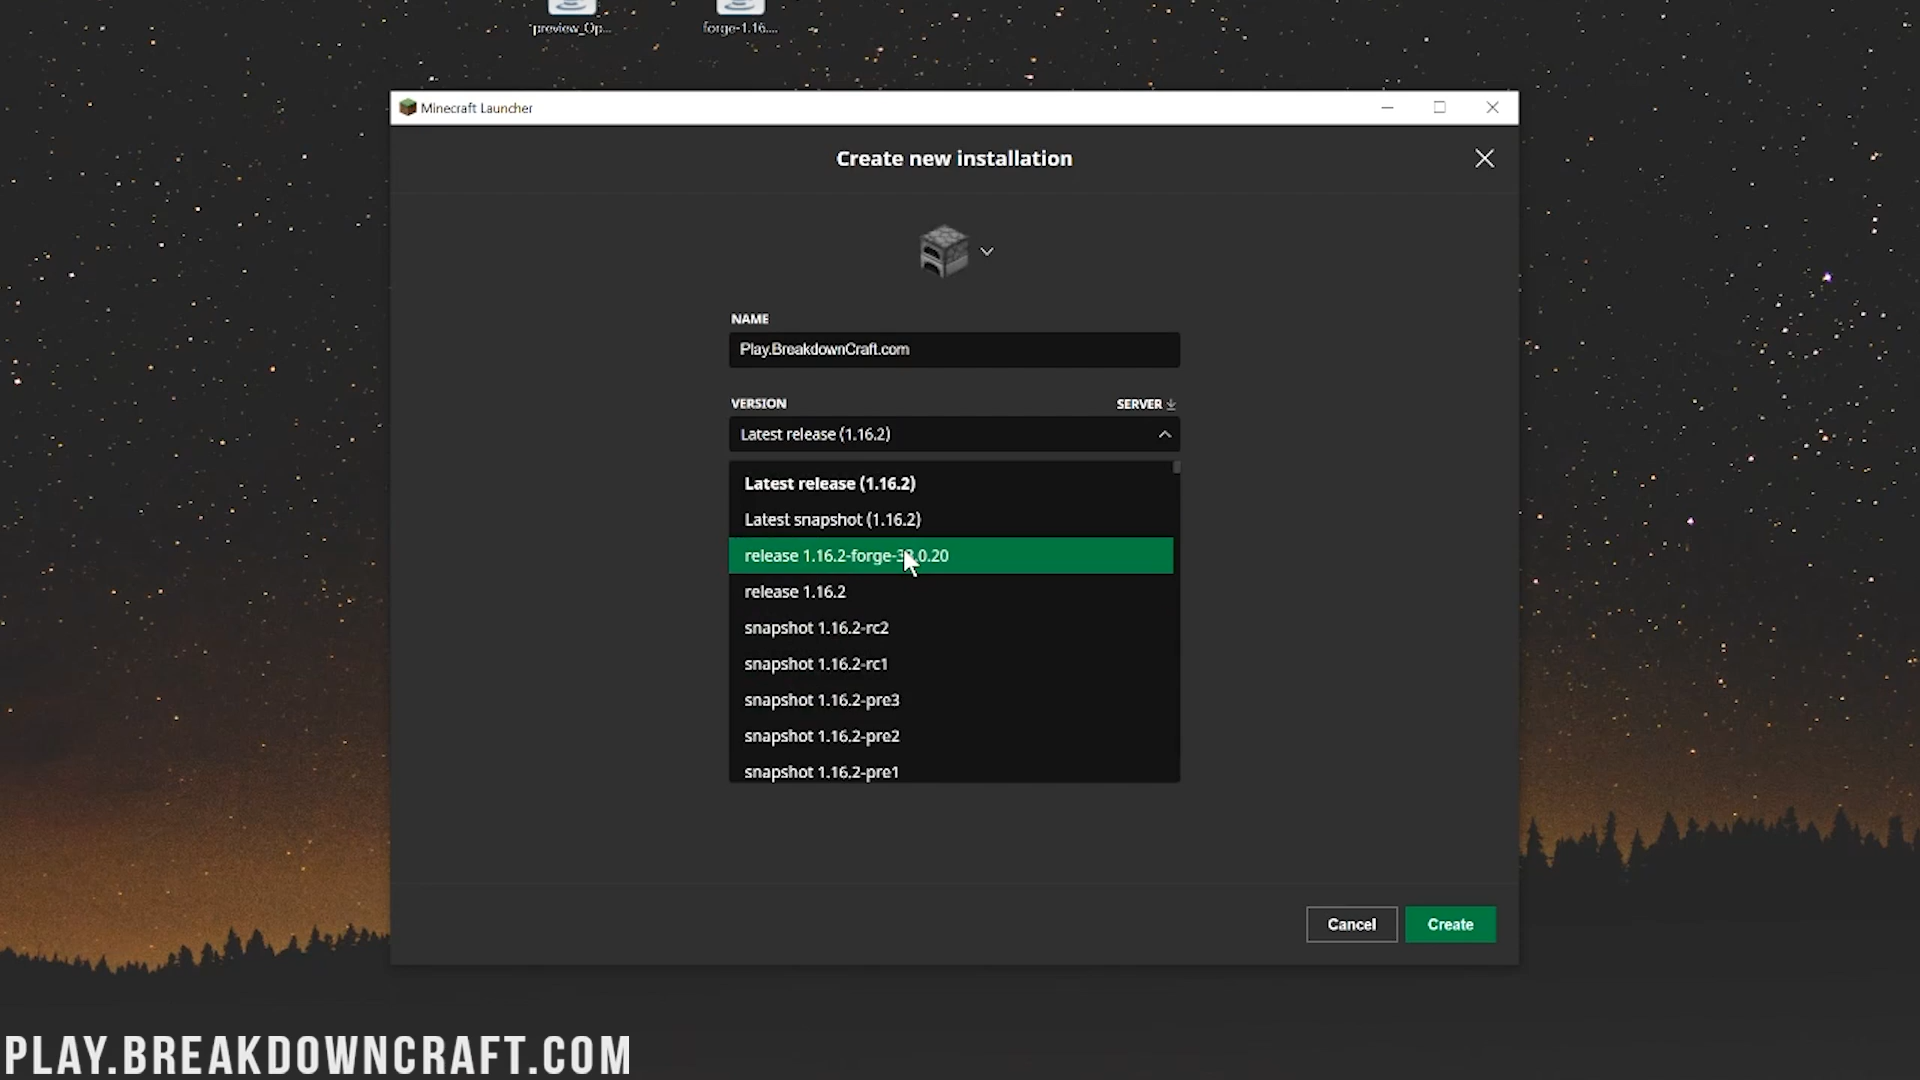 preview_Op...
forge-1.16....
Minecraft Launcher
Create new installation
NAME
Play.BreakdownCraft.com
VERSION
SERVER
Latest release (1.16.2)
Latest release (1.16.2)
Latest snapshot (1.16.2)
release 1.16.2-forge-33.0.20
release 1.16.2
snapshot 1.16.2-rc2
snapshot 1.16.2-rc1
snapshot 1.16.2-pre3
snapshot 1.16.2-pre2
snapshot 1.16.2-pre1
Cancel
Create
PLAY.BREAKDOWNCRAFT.COM